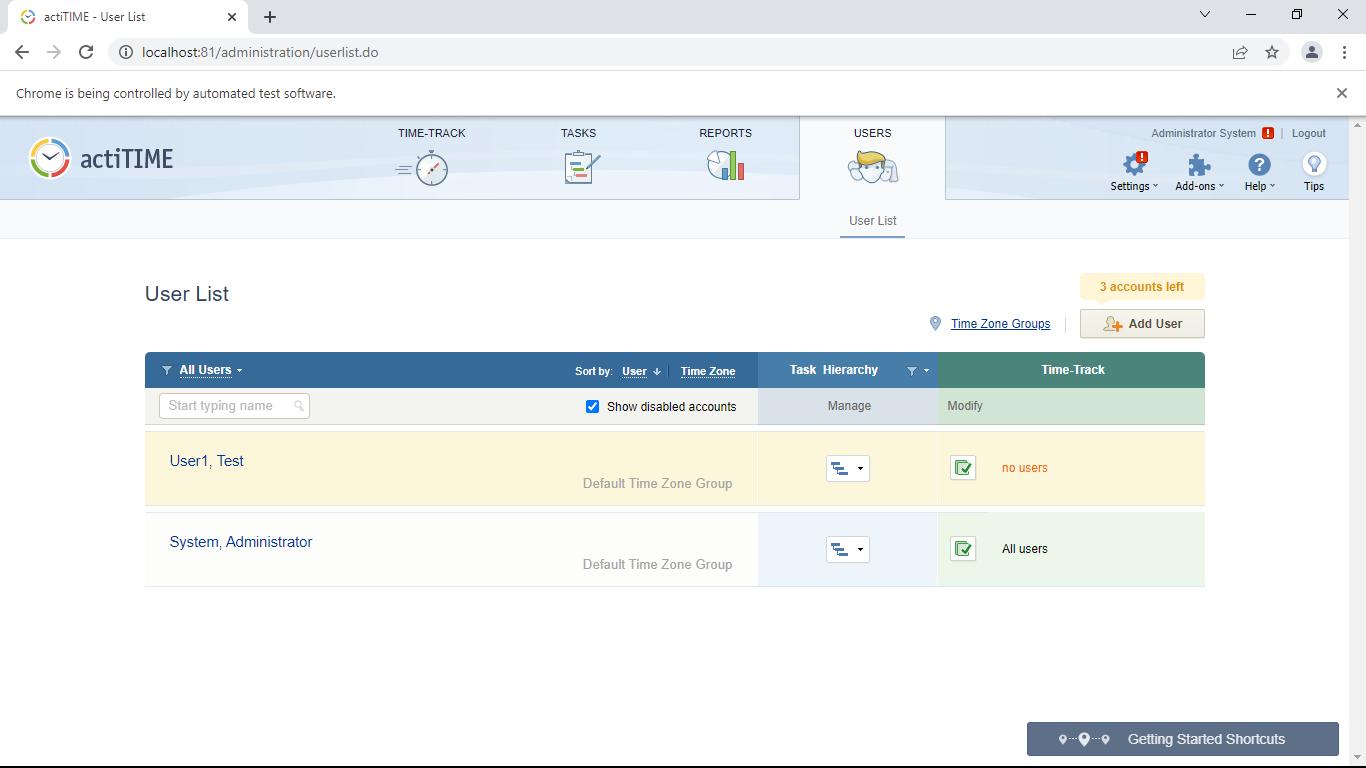 actiTIME - User List
localhost:81/administration/userlist.do
Chrome is being controlled by automated test software.
actiTIME
TIME-TRACK
TASKS
REPORTS
USERS
Administrator System ! | Logout
Settings
Add-ons
Help
Tips
User List
User List
3 accounts left
Time Zone Groups
Add User
All Users
Sort by: User Time Zone
Task Hierarchy
Time-Track
Start typing name
Show disabled accounts
Manage
Modify
User1, Test
Default Time Zone Group
no users
System, Administrator
Default Time Zone Group
All users
Getting Started Shortcuts